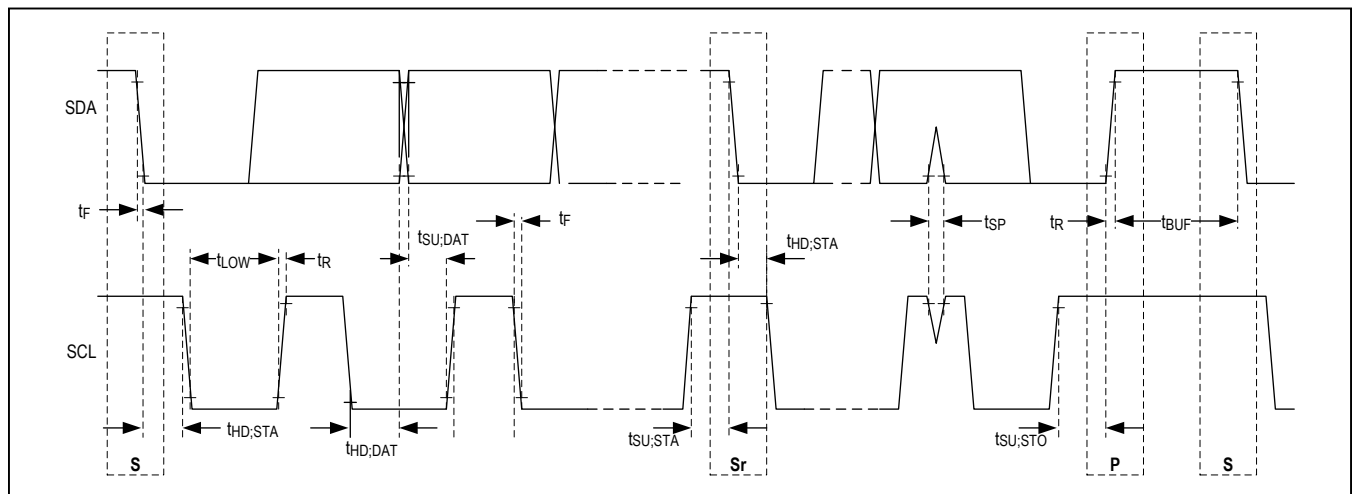 SDA
tF
tSU;DAT
tF
tHD;STA
tSP
tR
tBUF
tLOW
tR
SCL
tHD;STA
tHD;DAT
tSU;STA
tSU;STO
S
Sr
P
S